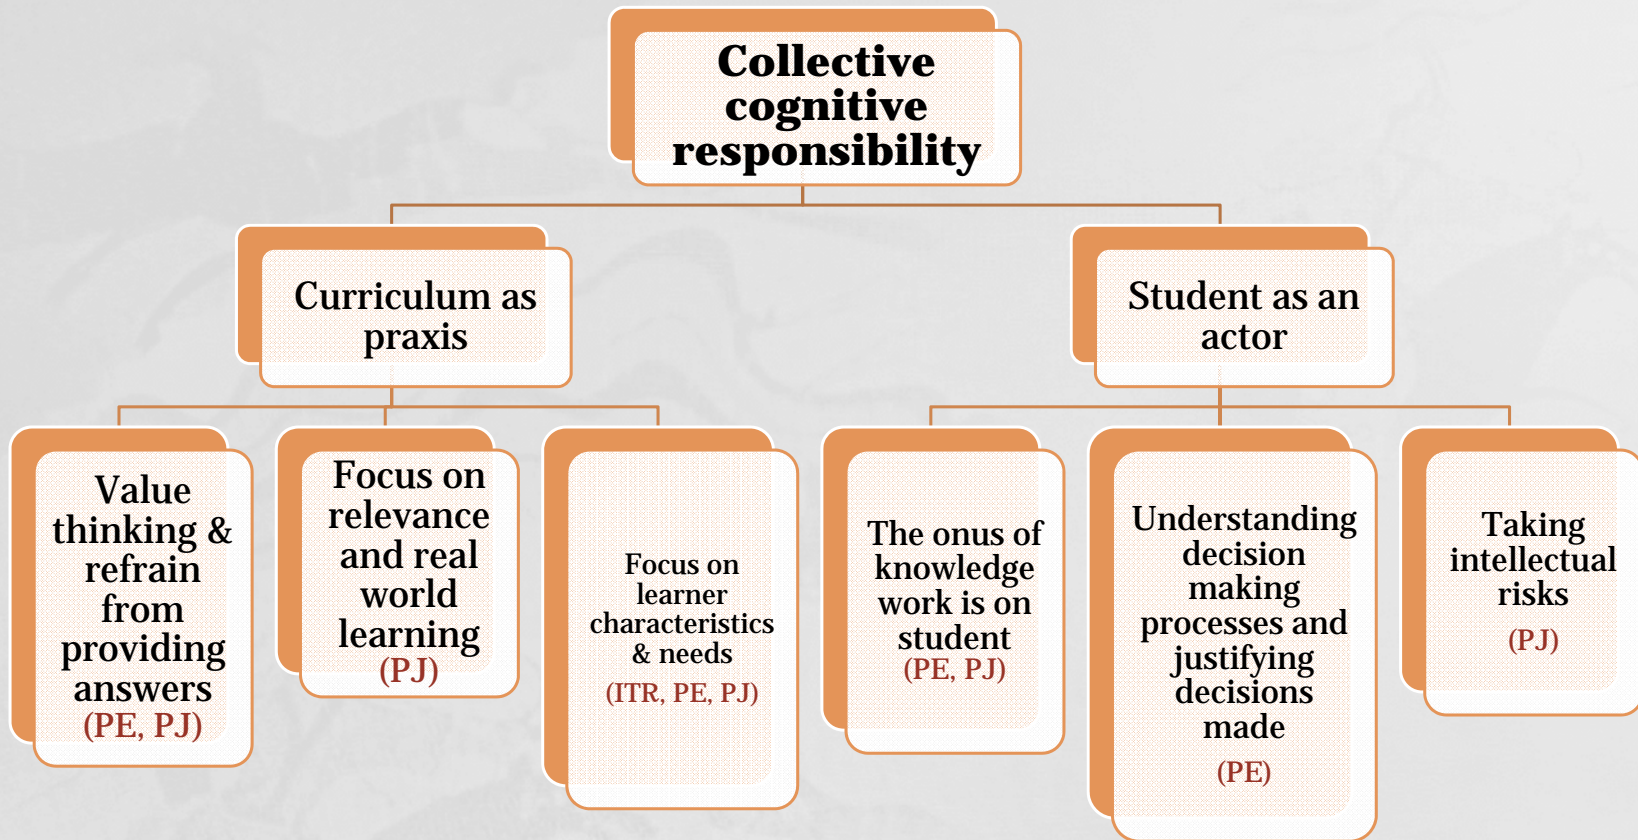 Collective
cognitive
responsibility
Curriculum as
praxis
Student as an
actor
Value
thinking &
refrain
from
providing
answers
(PE, PJ)
Focus on
relevance
and real
world
learning
(PJ)
Focus on
learner
characteristics
& needs
(ITR, PE, PJ)
The onus of
knowledge
work is on
student
(PE, PJ)
Understanding
decision
making
processes and
justifying
decisions
made
(PE)
Taking
intellectual
risks
(PJ)